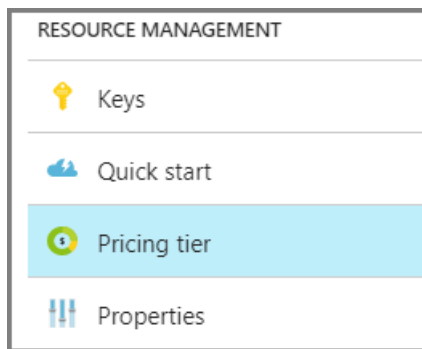 RESOURCE MANAGEMENT
Keys
Quick start
$
Pricing tier
Properties